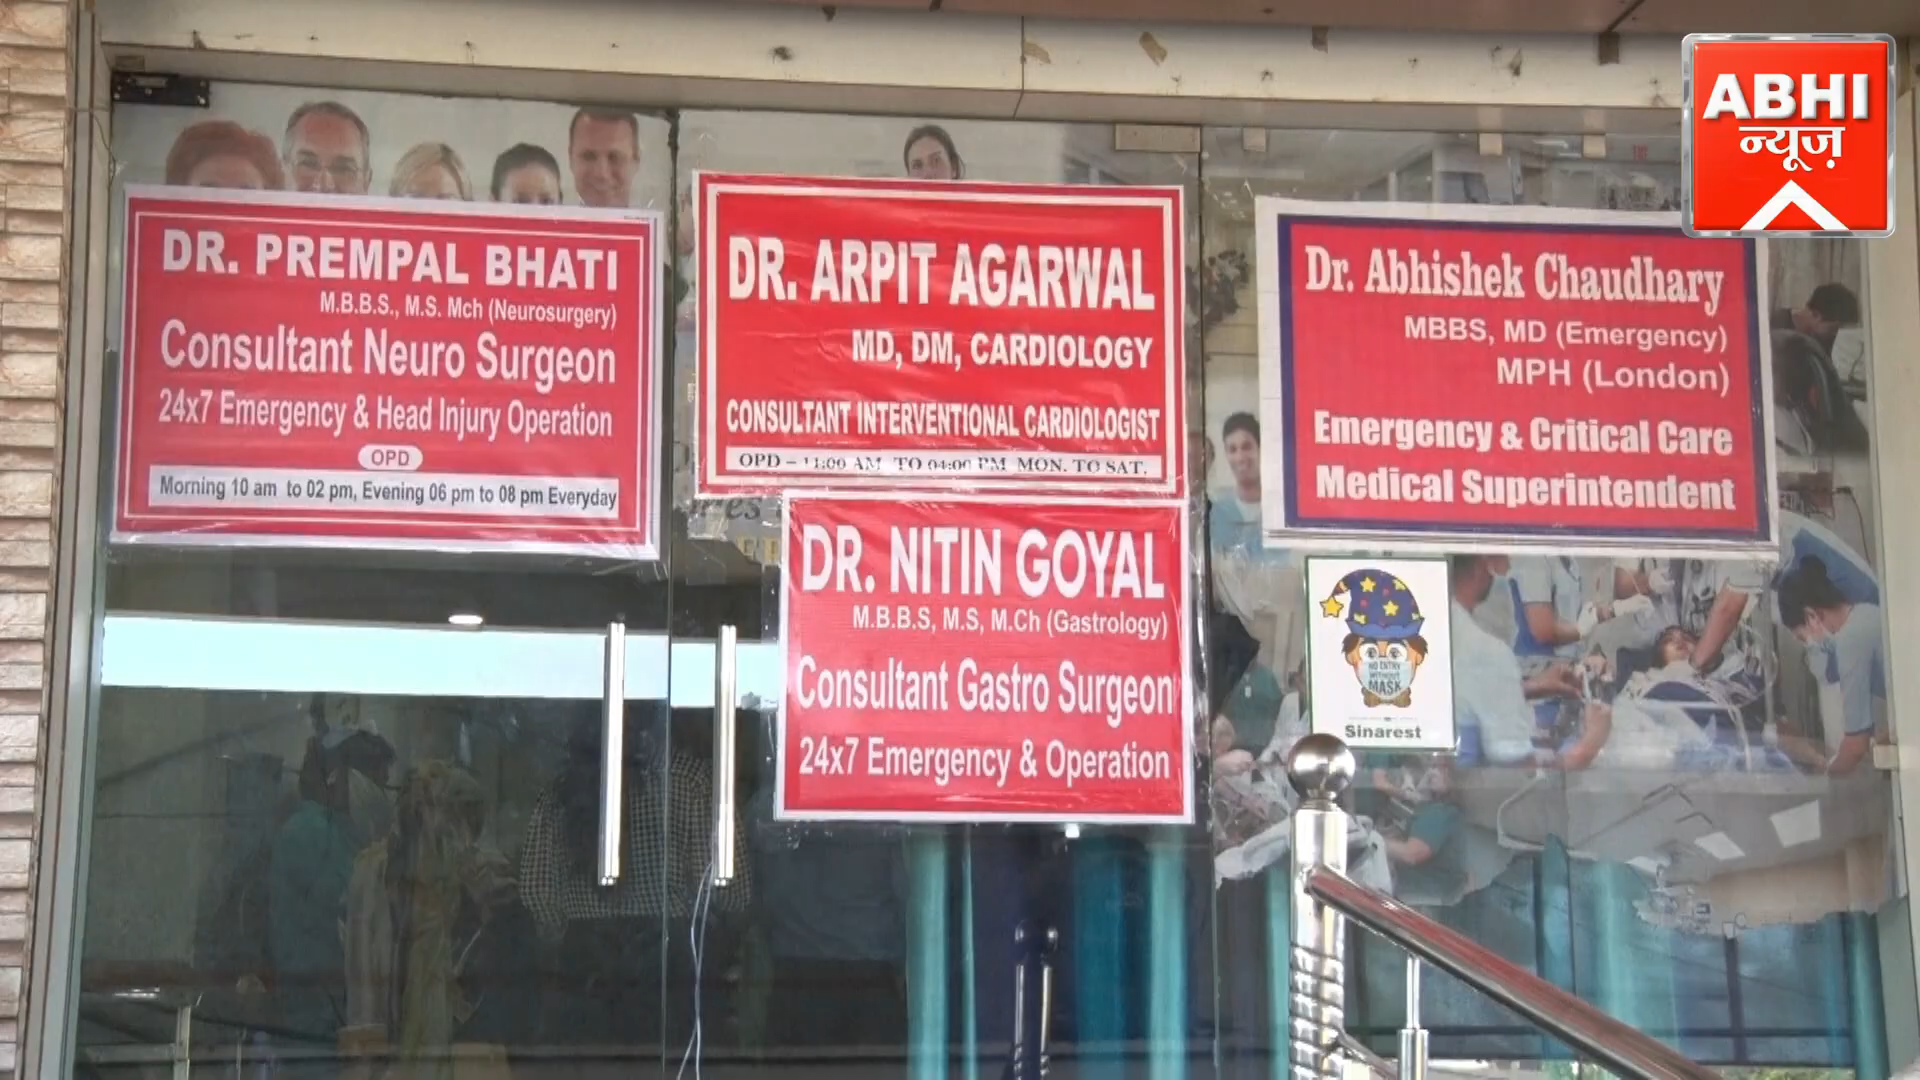 DR. PREMPAL BHATI
M.B.B.S., M.S. Mch (Neurosurgery)
Consultant Neuro Surgeon
24x7 Emergency & Head Injury Operation
OPD
Morning 10 am to 02 pm, Evening 06 pm to 08 pm Everyday
DR. ARPIT AGARWAL
MD, DM, CARDIOLOGY
CONSULTANT INTERVENTIONAL CARDIOLOGIST
OPD – 11:00 AM TO 04:00 PM MON. TO SAT.
DR. NITIN GOYAL
M.B.B.S, M.S, M.Ch (Gastrology)
Consultant Gastro Surgeon
24x7 Emergency & Operation
Dr. Abhishek Chaudhary
MBBS, MD (Emergency)
MPH (London)
Emergency & Critical Care
Medical Superintendent
NO ENTRY
WITHOUT
MASK
Sinarest
ABHI
न्यूज़